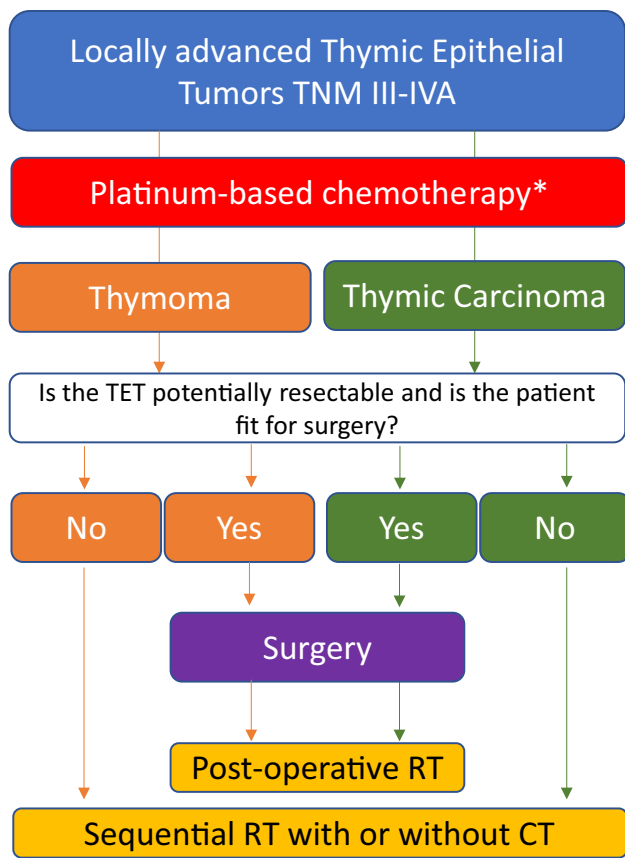 Locally advanced Thymic Epithelial
Tumors TNM III-IVA
Platinum-based chemotherapy*
Thymoma
Thymic Carcinoma
Is the TET potentially resectable and is the patient
fit for surgery?
No
Yes
Yes
No
Surgery
Post-operative RT
Sequential RT with or without CT